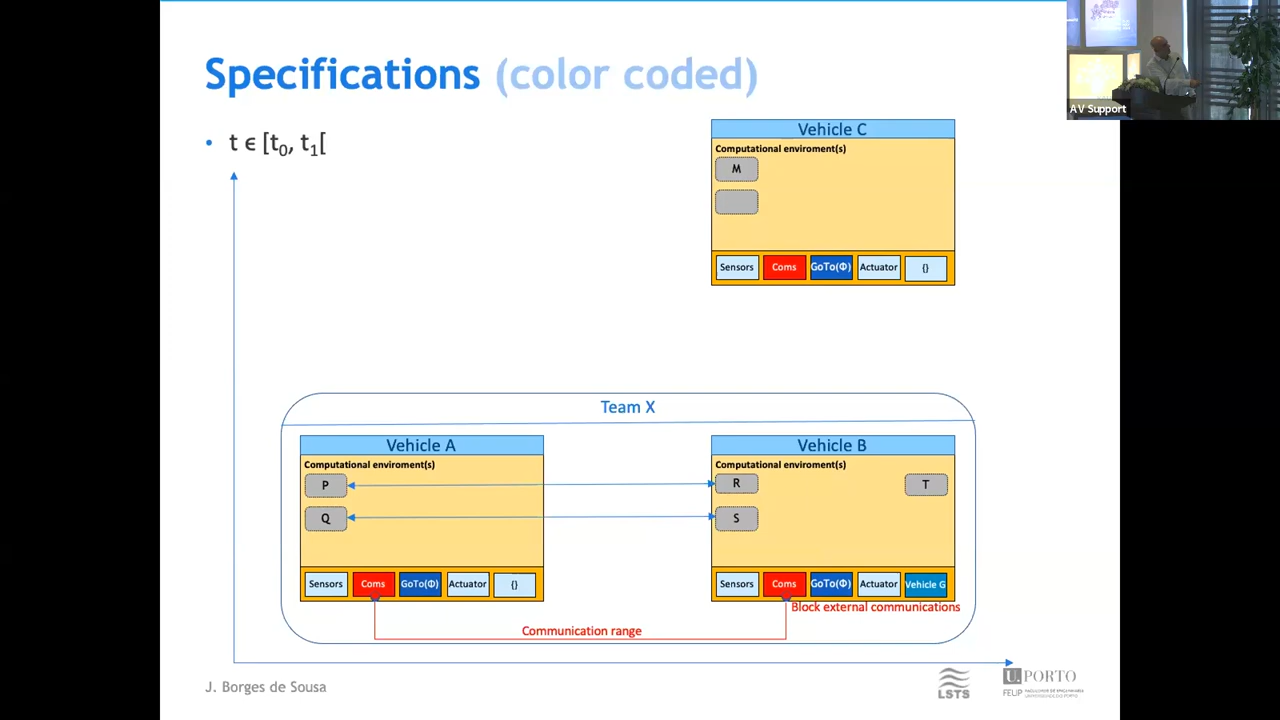 Specifications (color coded)
AV Support
• t ϵ [t0, t1[
Vehicle C
Computational enviroment(s)
M
Sensors
Coms
GoTo(Φ)
Actuator
{}
Team X
Vehicle A
Computational enviroment(s)
P
Q
Sensors
Coms
GoTo(Φ)
Actuator
{}
Vehicle B
Computational enviroment(s)
R
T
S
Sensors
Coms
GoTo(Φ)
Actuator
Vehicle G
Block external communications
Communication range
J. Borges de Sousa
LSTS
U. PORTO
FEUP